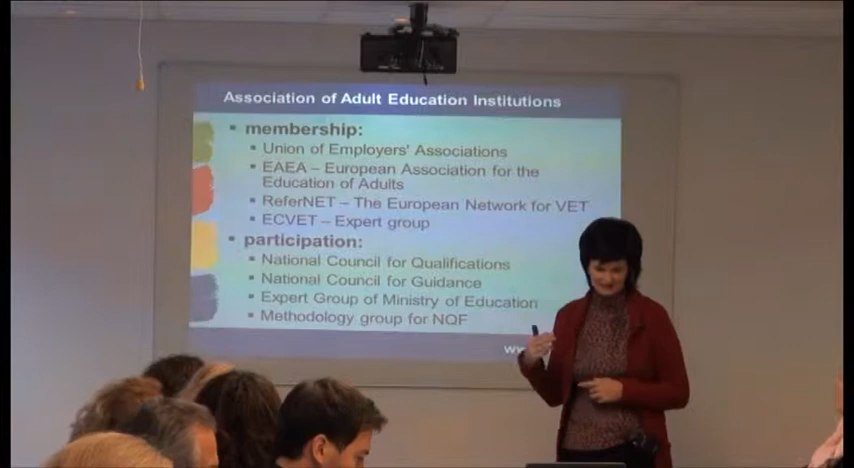 Association of Adult Education Institutions
membership:
Union of Employers' Associations
EAEA – European Association for the
Education of Adults
ReferNET – The European Network for VET
ECVET – Expert group
participation:
National Council for Qualifications
National Council for Guidance
Expert Group of Ministry of Education
Methodology group for NQF